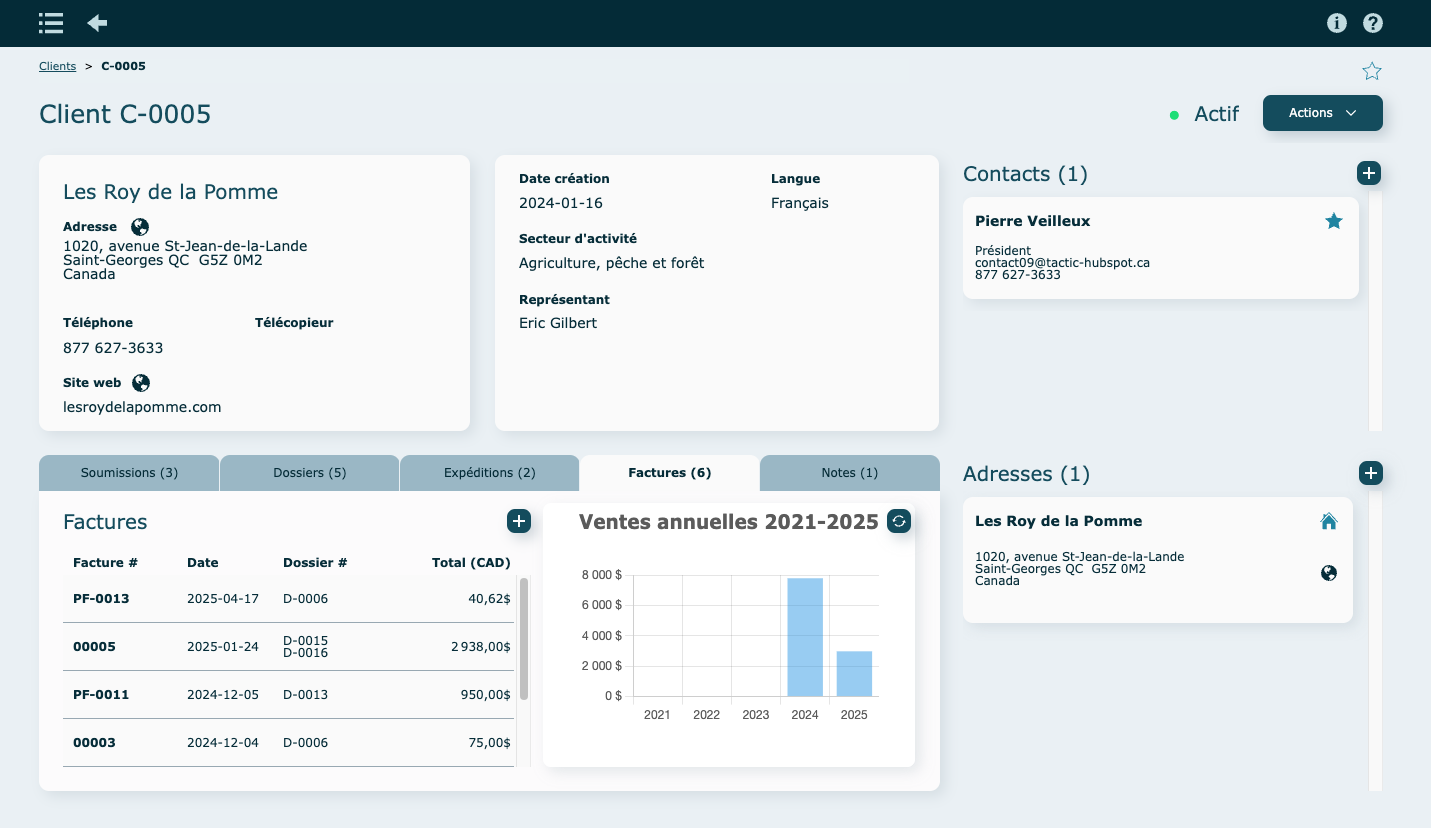 Clients > C-0005
Client C-0005
Actif
Actions
Les Roy de la Pomme
Adresse
1020, avenue St-Jean-de-la-Lande
Saint-Georges QC  G5Z 0M2
Canada
Téléphone
Télécopieur
877 627-3633
Site web
lesroydelapomme.com
Date création
Langue
2024-01-16
Français
Secteur d'activité
Agriculture, pêche et forêt
Représentant
Eric Gilbert
Contacts (1)
Pierre Veilleux
Président
contact09@tactic-hubspot.ca
877 627-3633
Soumissions (3)
Dossiers (5)
Expéditions (2)
Factures (6)
Notes (1)
Factures
Facture # Date Dossier # Total (CAD)
PF-0013 2025-04-17 D-0006 40,62$
00005 2025-01-24 D-0015 2 938,00$
D-0016
PF-0011 2024-12-05 D-0013 950,00$
00003 2024-12-04 D-0006 75,00$
Ventes annuelles 2021-2025
8 000 $
6 000 $
4 000 $
2 000 $
0 $
2021 2022 2023 2024 2025
Adresses (1)
Les Roy de la Pomme
1020, avenue St-Jean-de-la-Lande
Saint-Georges QC  G5Z 0M2
Canada